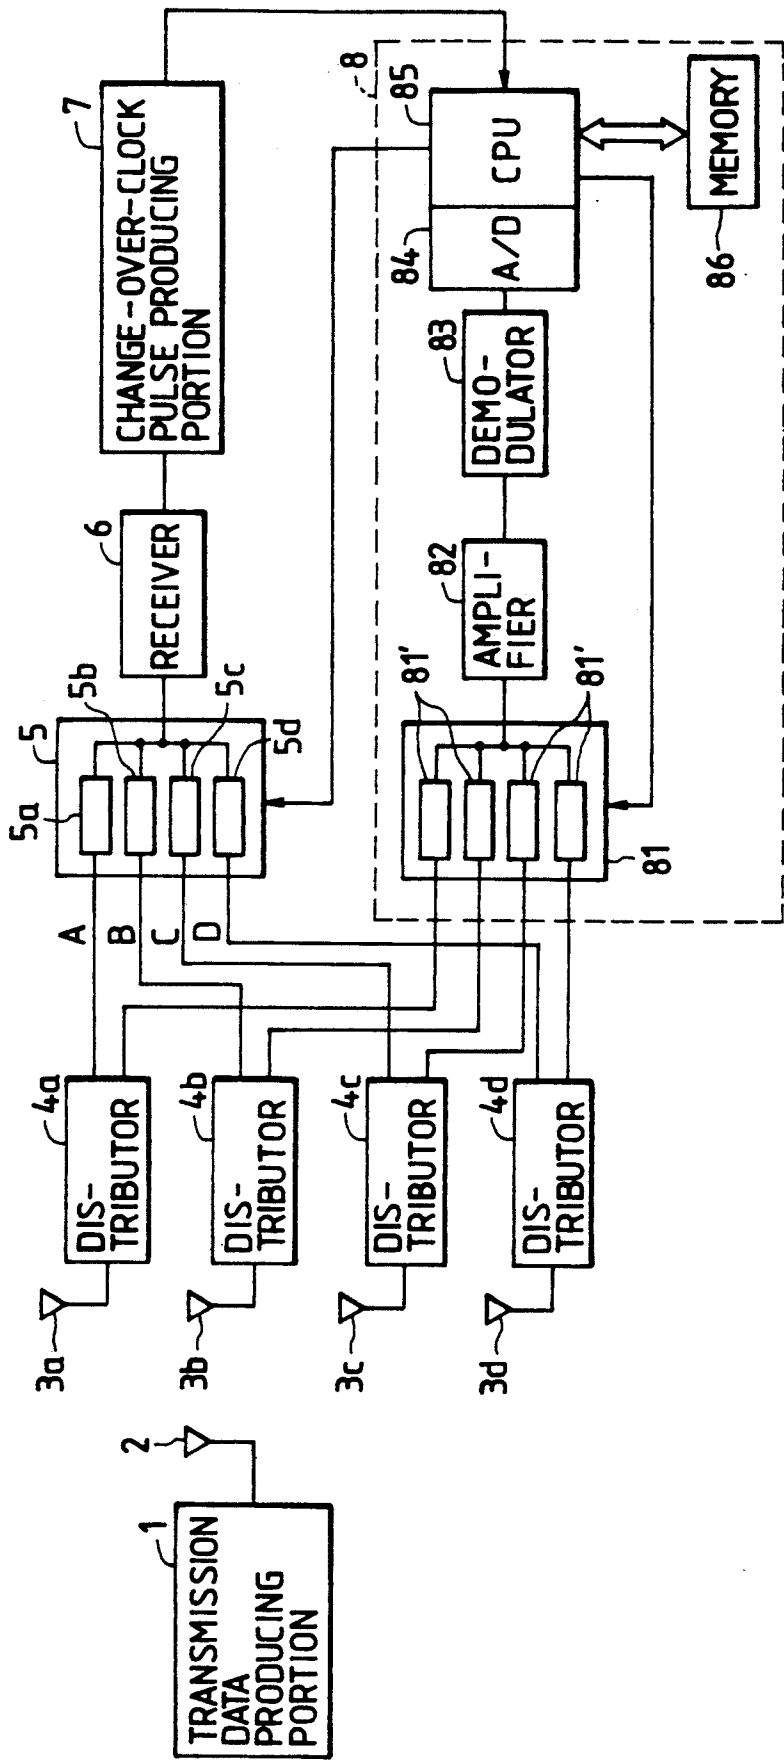 1
TRANSMISSION
DATA
PRODUCING
PORTION
2
3a
3b
3c
3d
4a
DIS-
TRIBUTOR
4b
DIS-
TRIBUTOR
4c
DIS-
TRIBUTOR
4d
DIS-
TRIBUTOR
A
B
C
D
5
5a
5b
5c
5d
6
RECEIVER
7
CHANGE-OVER-CLOCK
PULSE PRODUCING
PORTION
8
81
81'
81'
82
AMPLI-
FIER
83
DEMO-
DULATOR
84
A/D
85
CPU
86
MEMORY